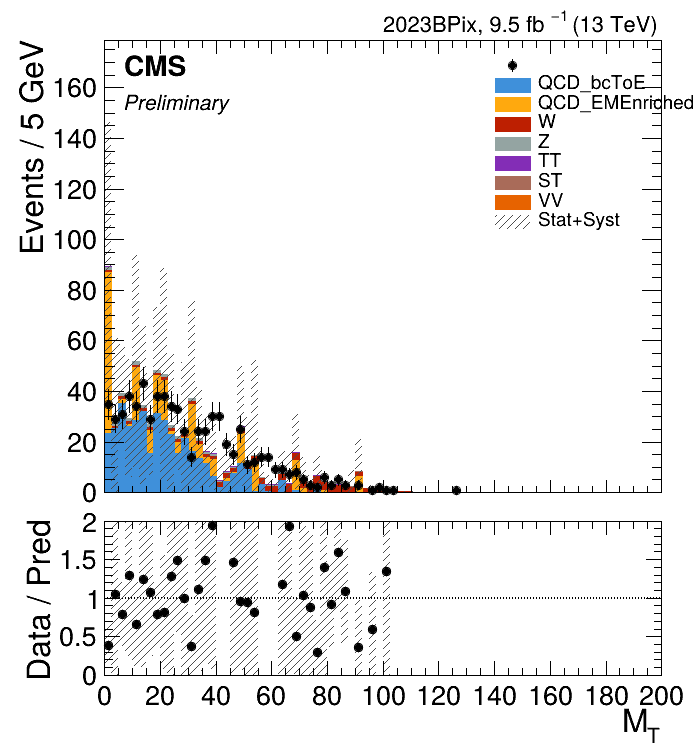 2023BPix, 9.5 fb⁻¹ (13 TeV)
CMS
Preliminary
QCD_bcToE
QCD_EMEnriched
W
Z
TT
ST
VV
Stat+Syst
Events / 5 GeV
160
140
120
100
80
60
40
20
0
Data / Pred
2
1.5
1
0.5
0
0 20 40 60 80 100 120 140 160 180 200
M_T